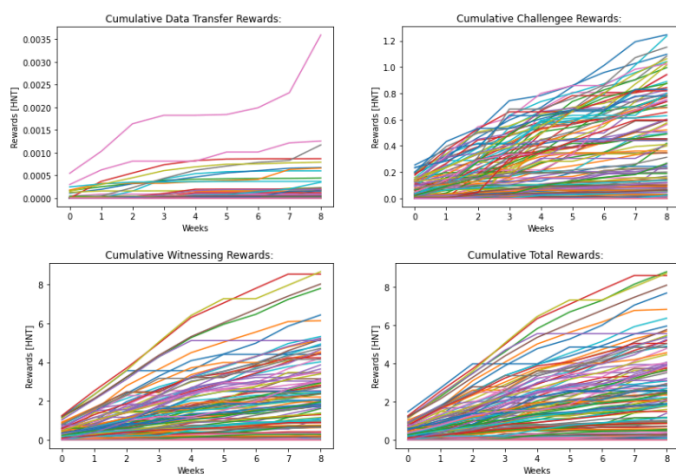 Cumulative Data Transfer Rewards:
Rewards [HNT]
0.0035
0.0030
0.0025
0.0020
0.0015
0.0010
0.0005
0.0000
0 1 2 3 4 5 6 7 8
Weeks
Cumulative Challengee Rewards:
Rewards [HNT]
1.2
1.0
0.8
0.6
0.4
0.2
0.0
0 1 2 3 4 5 6 7 8
Weeks
Cumulative Witnessing Rewards:
Rewards [HNT]
8
6
4
2
0
0 1 2 3 4 5 6 7 8
Weeks
Cumulative Total Rewards:
Rewards [HNT]
8
6
4
2
0
0 1 2 3 4 5 6 7 8
Weeks